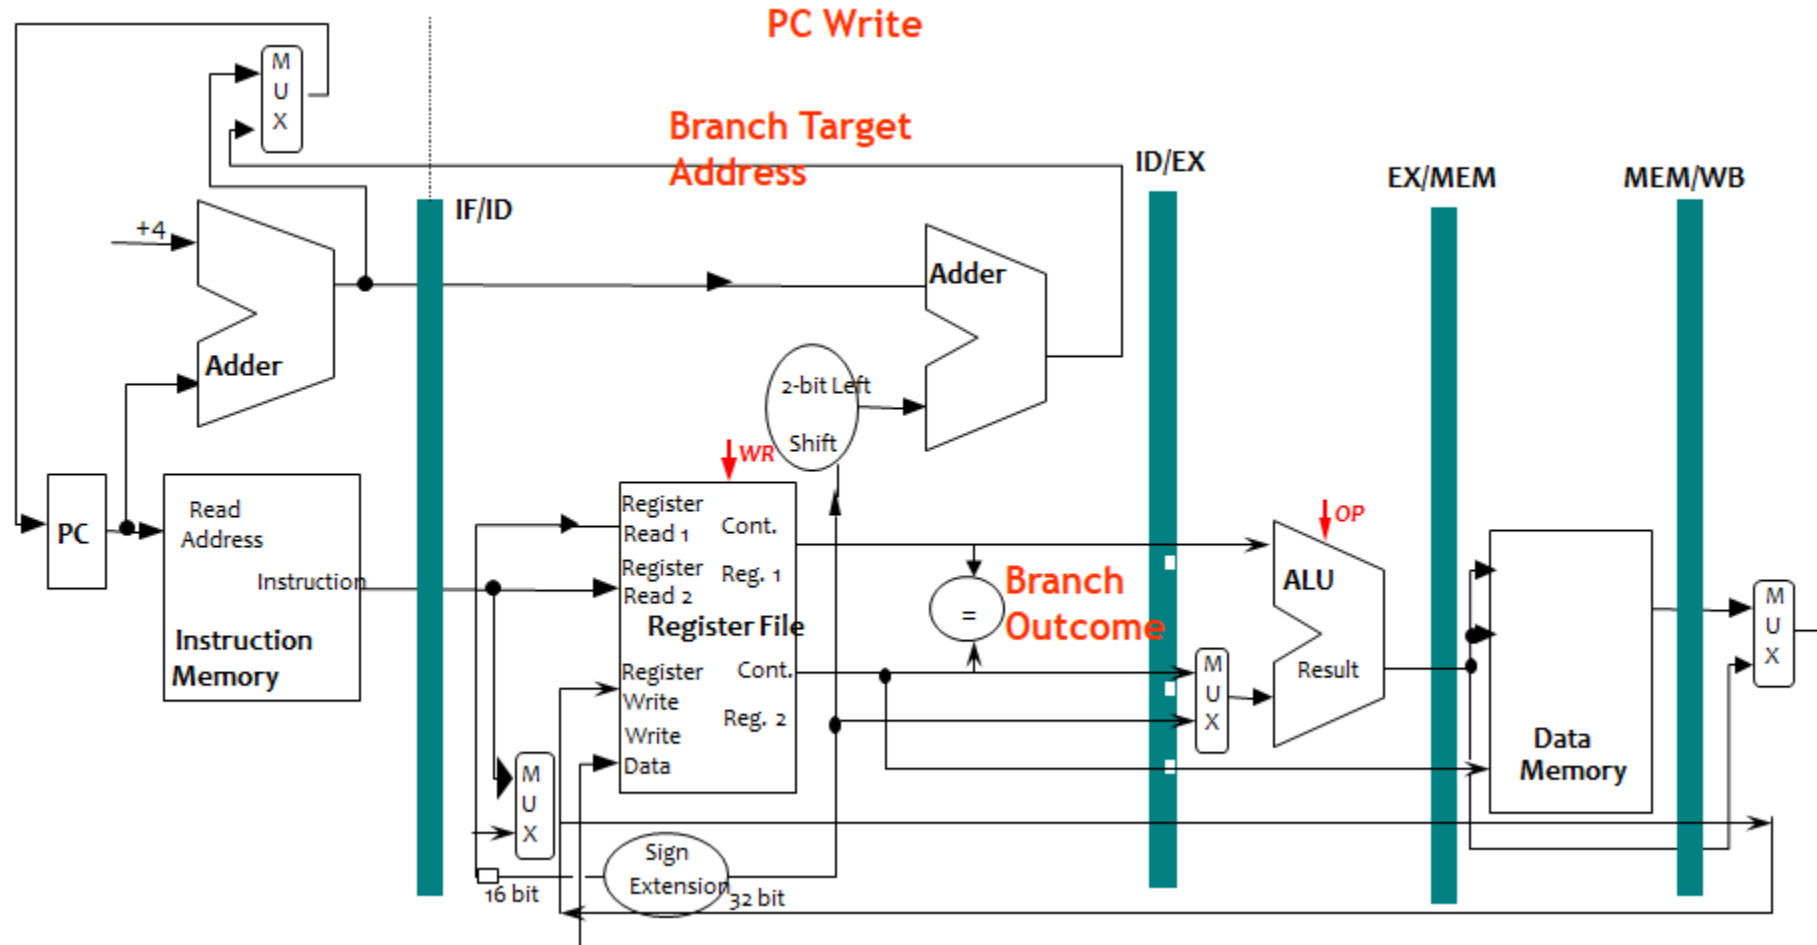 PC Write
M
U
X
Branch Target
Address
ID/EX
EX/MEM
MEM/WB
IF/ID
+4
Adder
Adder
2-bit Left
Shift
WR
PC
Read
Address
Instruction
Instruction
Memory
Register
Read 1
Cont.
Reg. 1
Register
Read 2
Register File
Register
Write
Cont.
Reg. 2
Write
Data
=
Branch
Outcome
OP
ALU
Result
M
U
X
Data
Memory
M
U
X
M
U
X
Sign
Extension
16 bit
32 bit